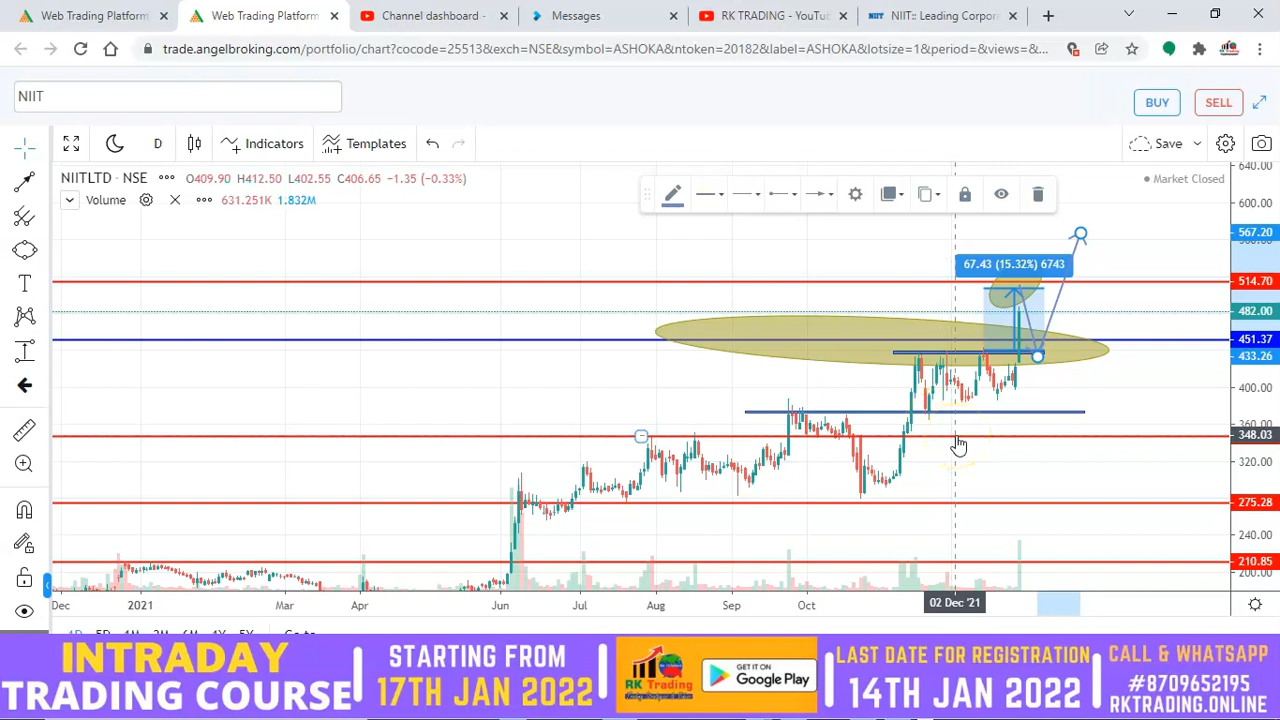 Web Trading Platform
Web Trading Platform
Channel dashboard -
Messages
RK TRADING - YouTub
NIIT:: Leading Corpor
trade.angelbroking.com/portfolio/chart?cocode=25513&exch=NSE&symbol=ASHOKA&ntoken=20182&label=ASHOKA&lotsize=1&period=&views=&...
NIIT
BUY
SELL
D
Indicators
Templates
Save
NIITLTD - NSE
O409.90 H412.50 L402.55 C406.65 -1.35 (-0.33%)
Market Closed
Volume
631.251K 1.832M
67.43 (15.32%) 6743
640.00
600.00
567.20
514.70
482.00
451.37
433.26
400.00
348.03
320.00
275.28
240.00
210.85
200.00
Dec
2021
Mar
Apr
Jun
Jul
Aug
Sep
Oct
02 Dec '21
INTRADAY
TRADING COURSE
STARTING FROM
17TH JAN 2022
RK Trading
GET IT ON
Google Play
LAST DATE FOR REGISTRATION
14TH JAN 2022
CALL & WHATSAPP
#8709652195
RKTRADING.ONLINE